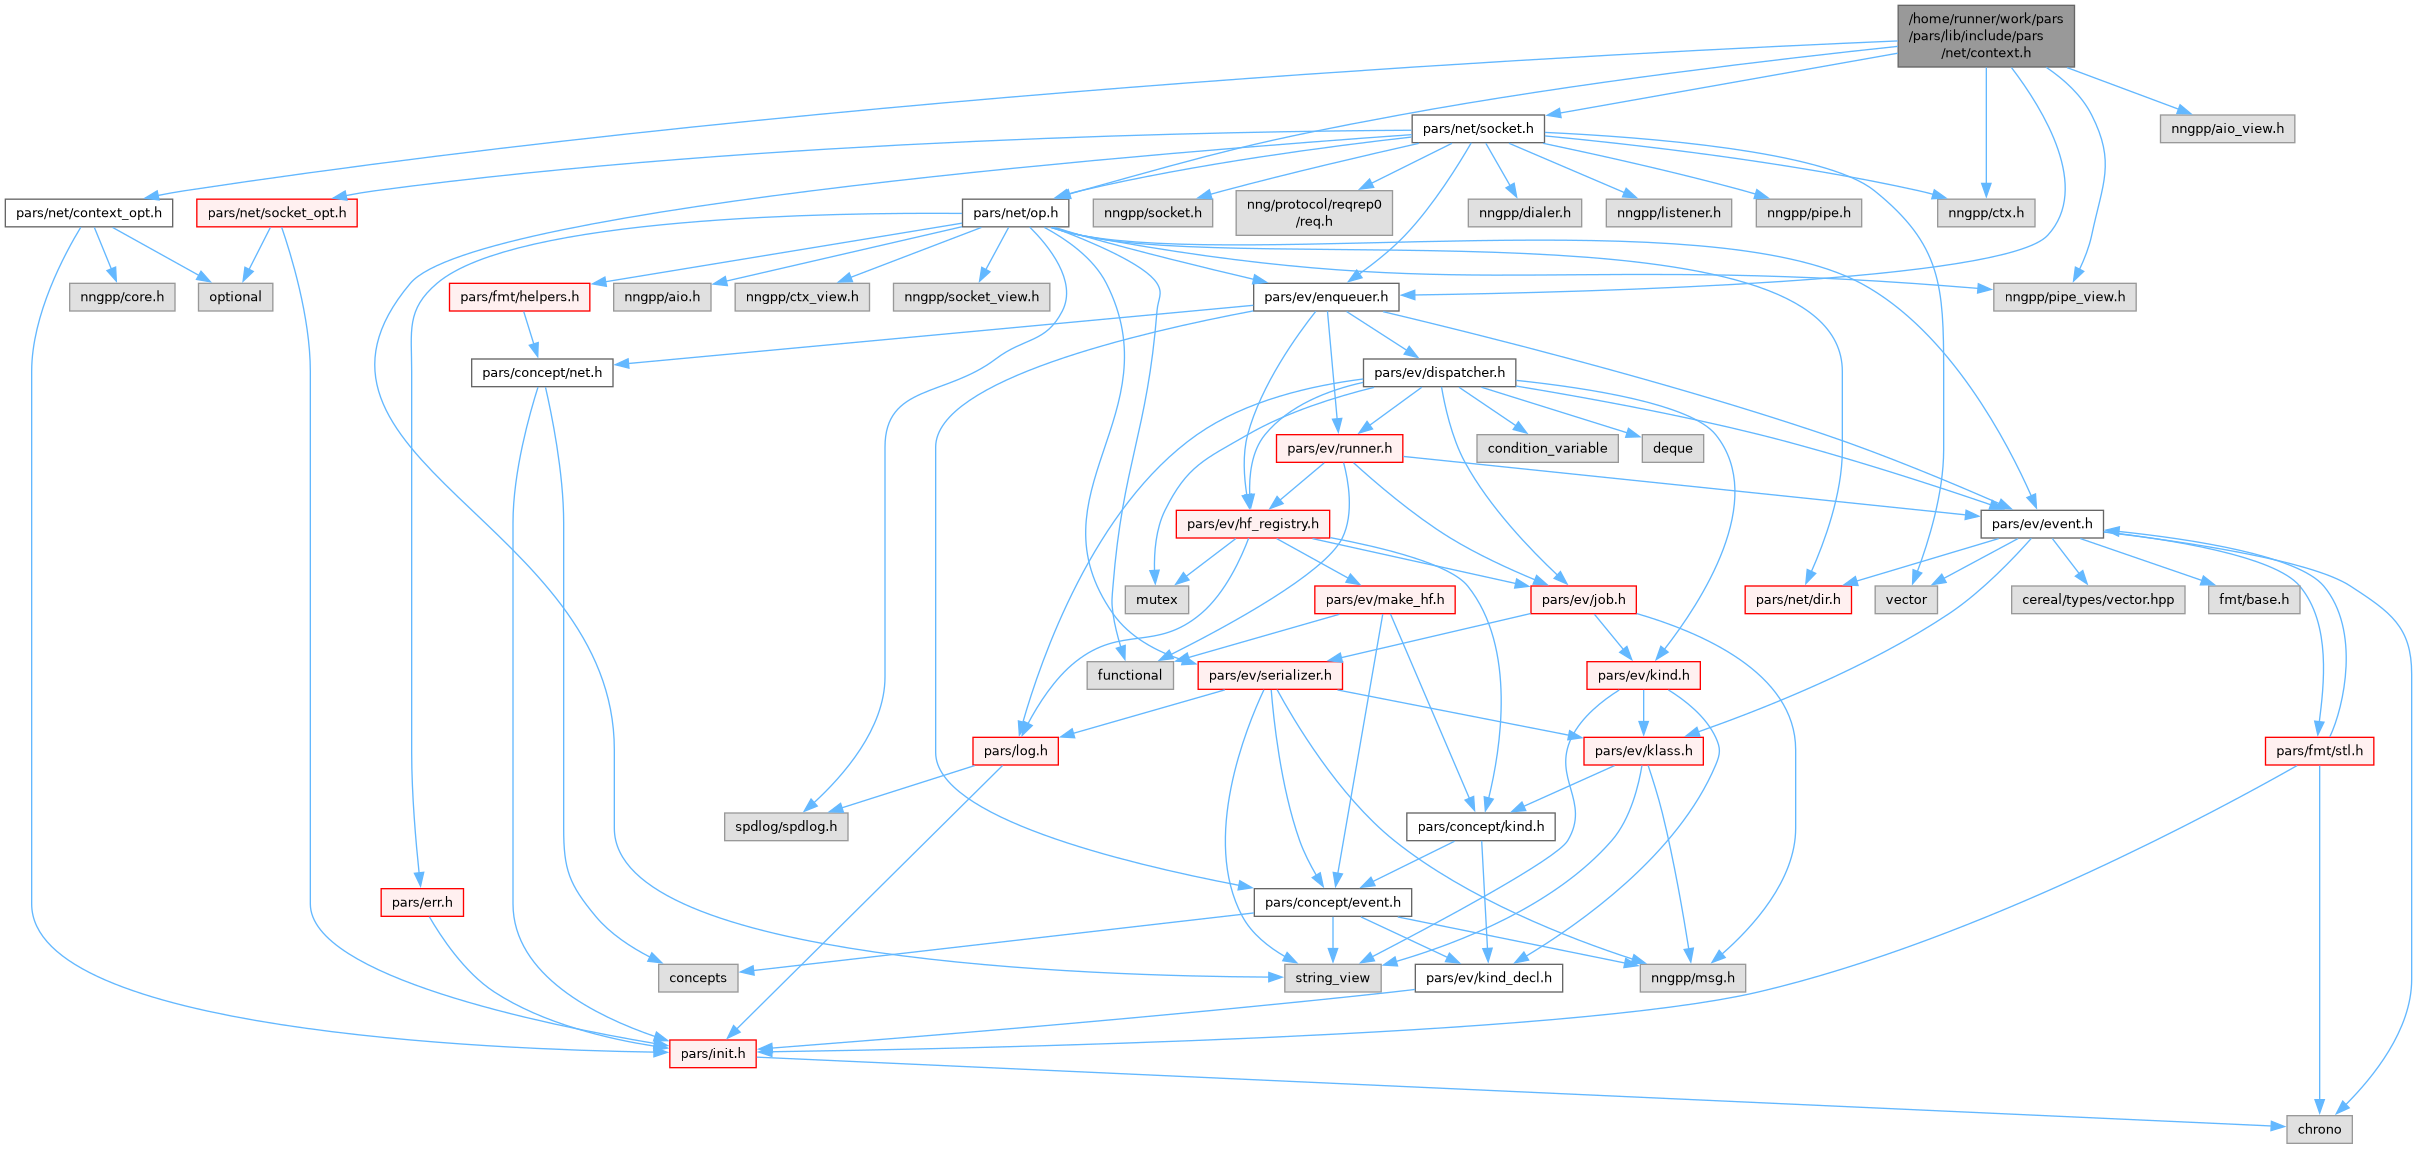 /home/runner/work/pars
/pars/lib/include/pars
/net/context.h
pars/net/socket.h
nngpp/aio_view.h
pars/net/context_opt.h
pars/net/socket_opt.h
pars/net/op.h
nngpp/socket.h
nng/protocol/reqrep0
/req.h
nngpp/dialer.h
nngpp/listener.h
nngpp/pipe.h
nngpp/ctx.h
nngpp/core.h
optional
pars/fmt/helpers.h
nngpp/aio.h
nngpp/ctx_view.h
nngpp/socket_view.h
pars/ev/enqueuer.h
nngpp/pipe_view.h
pars/concept/net.h
pars/ev/dispatcher.h
pars/ev/runner.h
condition_variable
deque
pars/ev/hf_registry.h
pars/ev/event.h
mutex
pars/ev/make_hf.h
pars/ev/job.h
pars/net/dir.h
vector
cereal/types/vector.hpp
fmt/base.h
functional
pars/ev/serializer.h
pars/ev/kind.h
pars/log.h
pars/ev/klass.h
pars/fmt/stl.h
spdlog/spdlog.h
pars/concept/kind.h
pars/err.h
pars/concept/event.h
concepts
string_view
pars/ev/kind_decl.h
nngpp/msg.h
pars/init.h
chrono